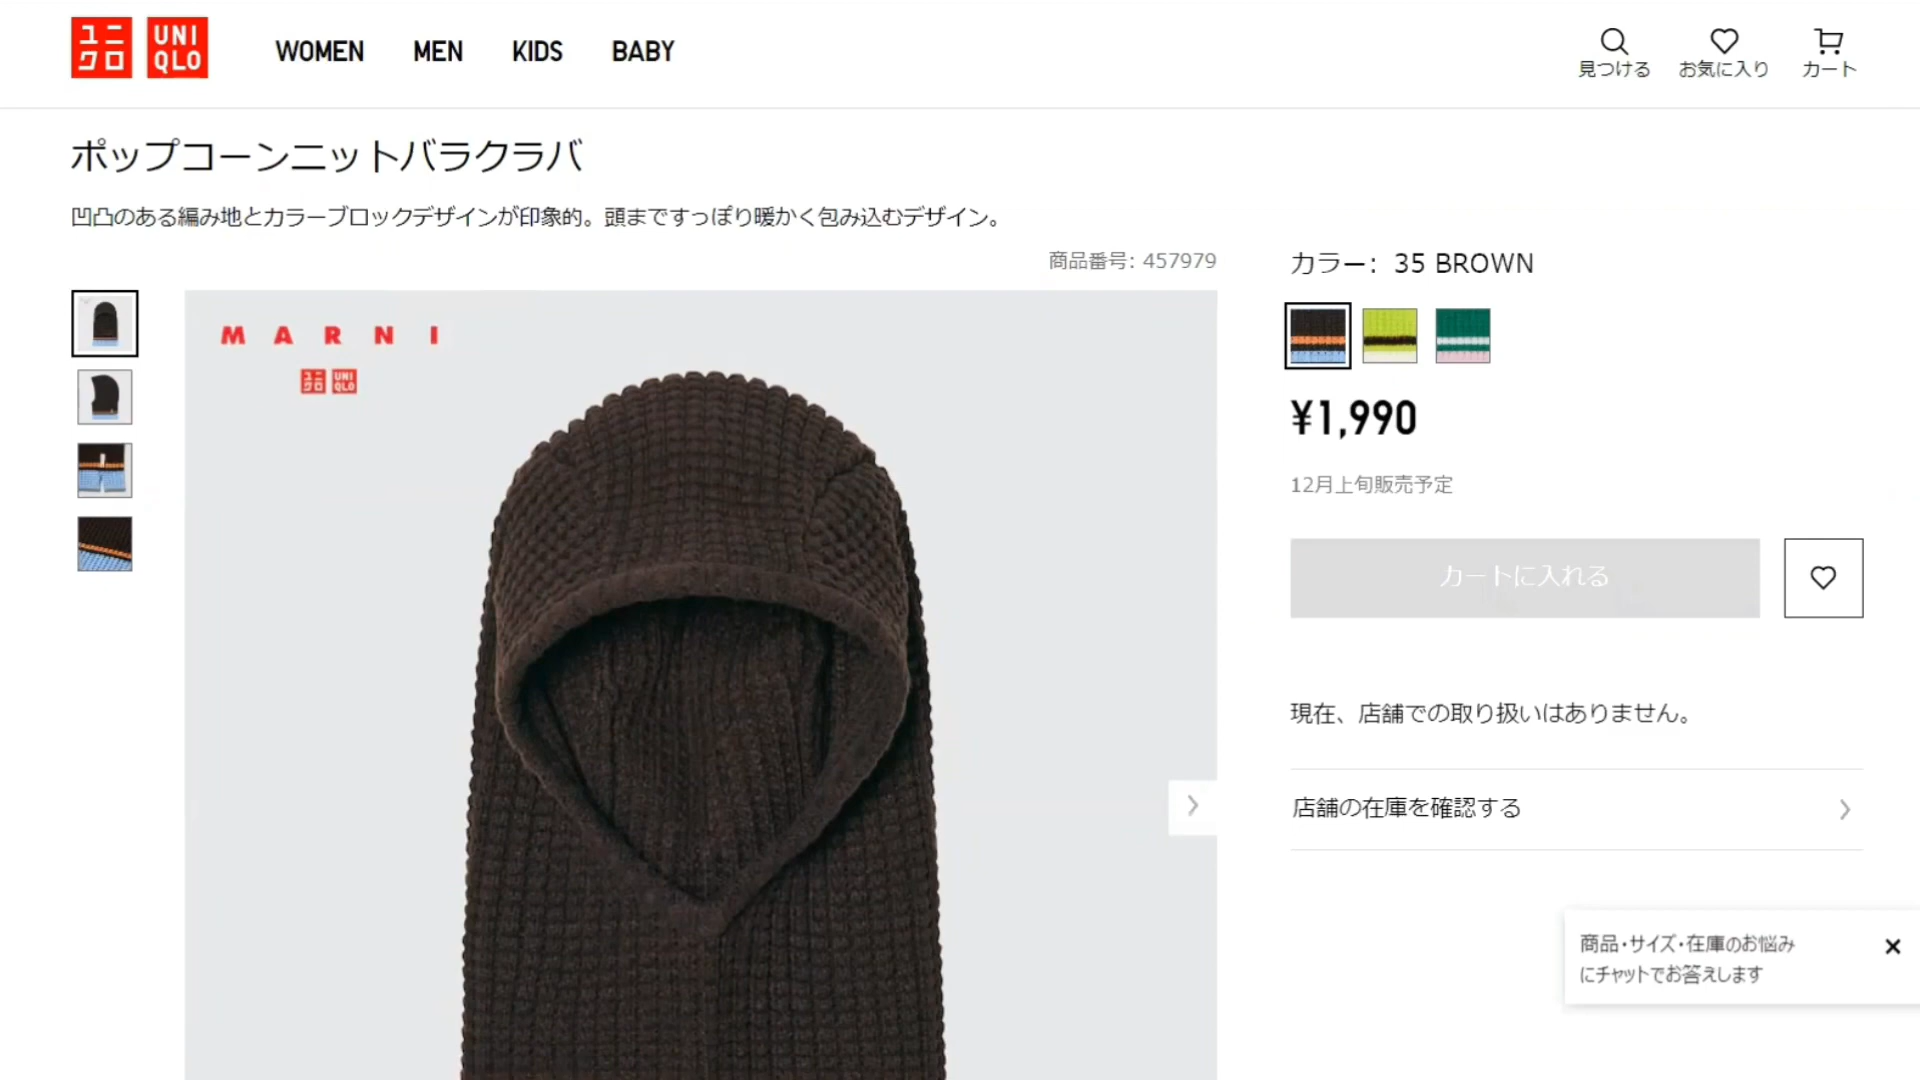 ユニクロ UNIQLO
WOMEN MEN KIDS BABY
見つける お気に入り カート
ポップコーンニットバラクラバ
凹凸のある編み地とカラーブロックデザインが印象的。頭まですっぽり暖かく包み込むデザイン。
商品番号: 457979
MARNI
ユニクロ UNIQLO
カラー: 35 BROWN
¥1,990
12月上旬販売予定
カートに入れる
現在、店舗での取り扱いはありません。
店舗の在庫を確認する
商品・サイズ・在庫のお悩み
にチャットでお答えします